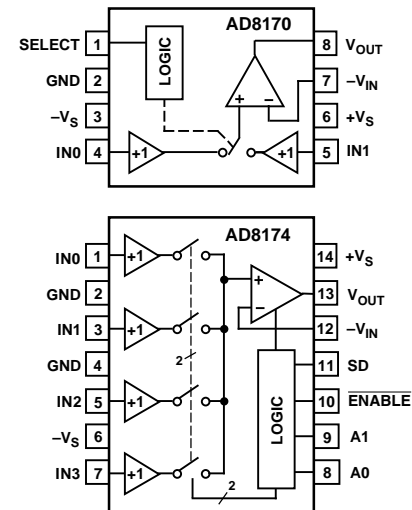 AD8170
SELECT 1
LOGIC
8 VOUT
GND 2
7 –VIN
–VS 3
+ –
6 +VS
IN0 4
+1
+1
5 IN1
AD8174
IN0 1
+1
14 +VS
GND 2
+
13 VOUT
IN1 3
+1
–
12 –VIN
GND 4
2
11 SD
IN2 5
+1
LOGIC
10 ENABLE
–VS 6
9 A1
IN3 7
+1
2
8 A0